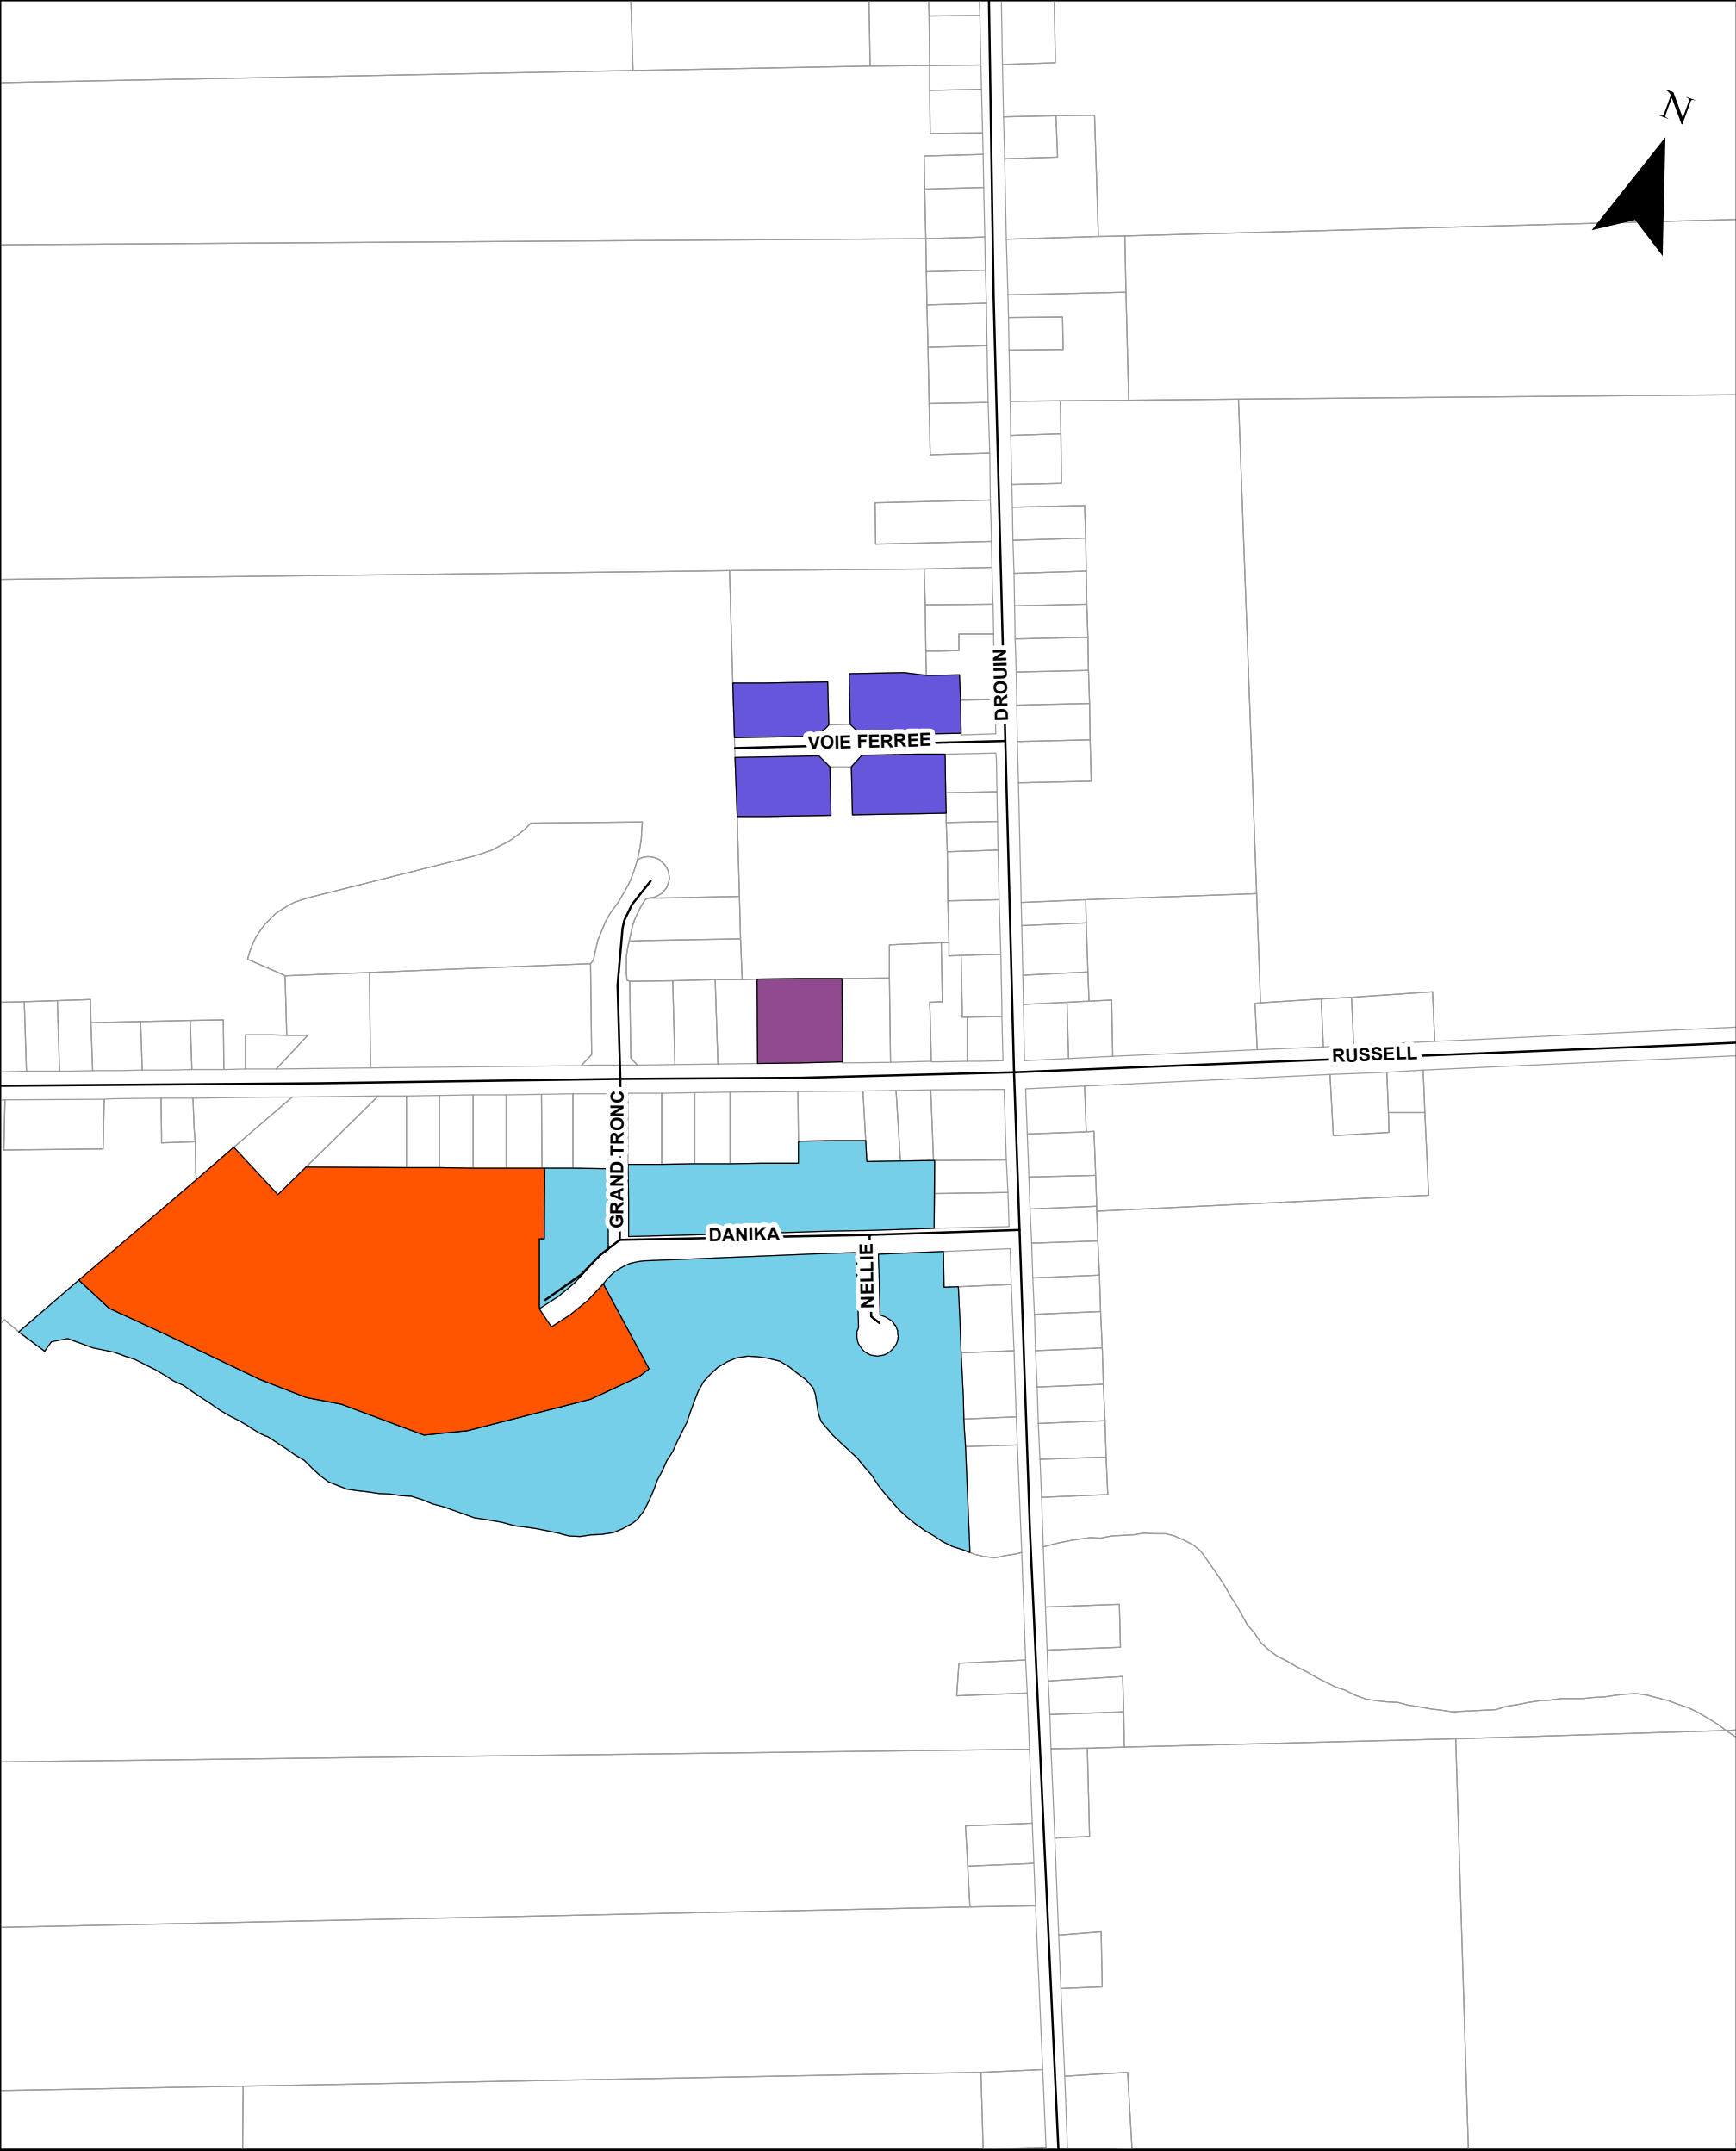 N
DROUIN
VOIE FERREE
RUSSELL
GRAND TRONC
DANIKA
NELLIE